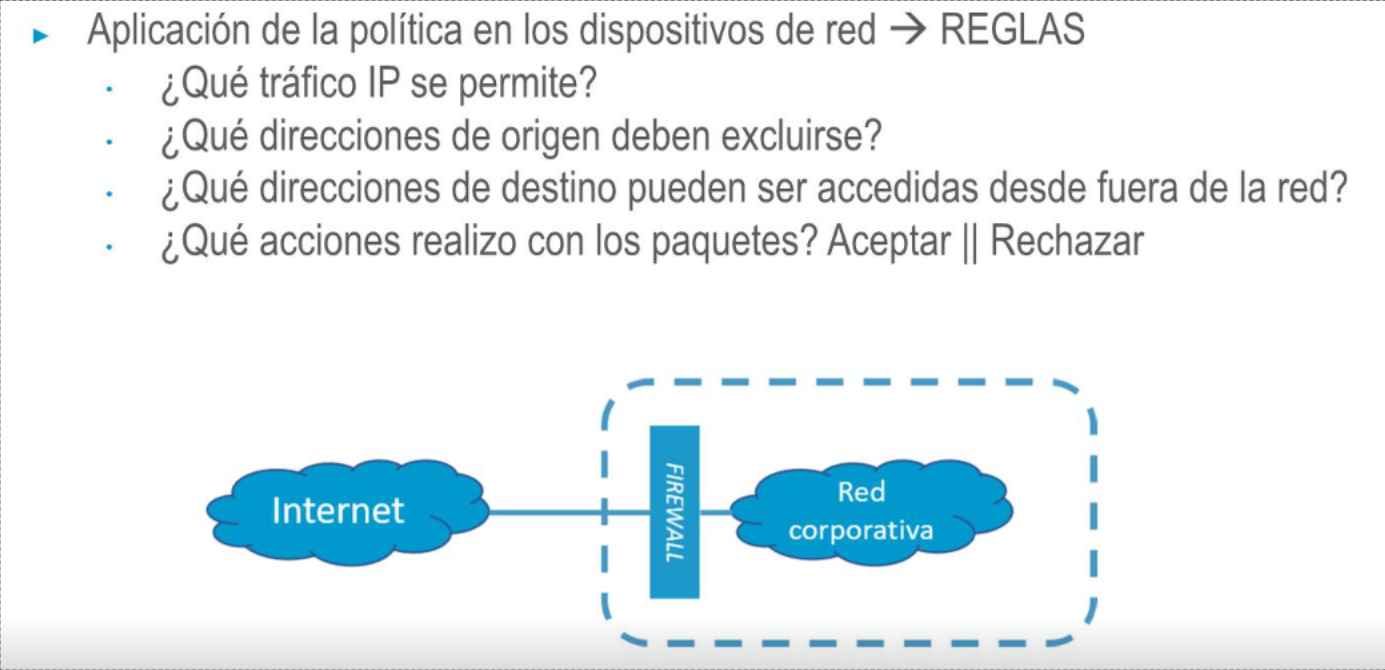 ► Aplicación de la política en los dispositivos de red → REGLAS
• ¿Qué tráfico IP se permite?
• ¿Qué direcciones de origen deben excluirse?
• ¿Qué direcciones de destino pueden ser accedidas desde fuera de la red?
• ¿Qué acciones realizo con los paquetes? Aceptar || Rechazar
Internet
FIREWALL
Red
corporativa